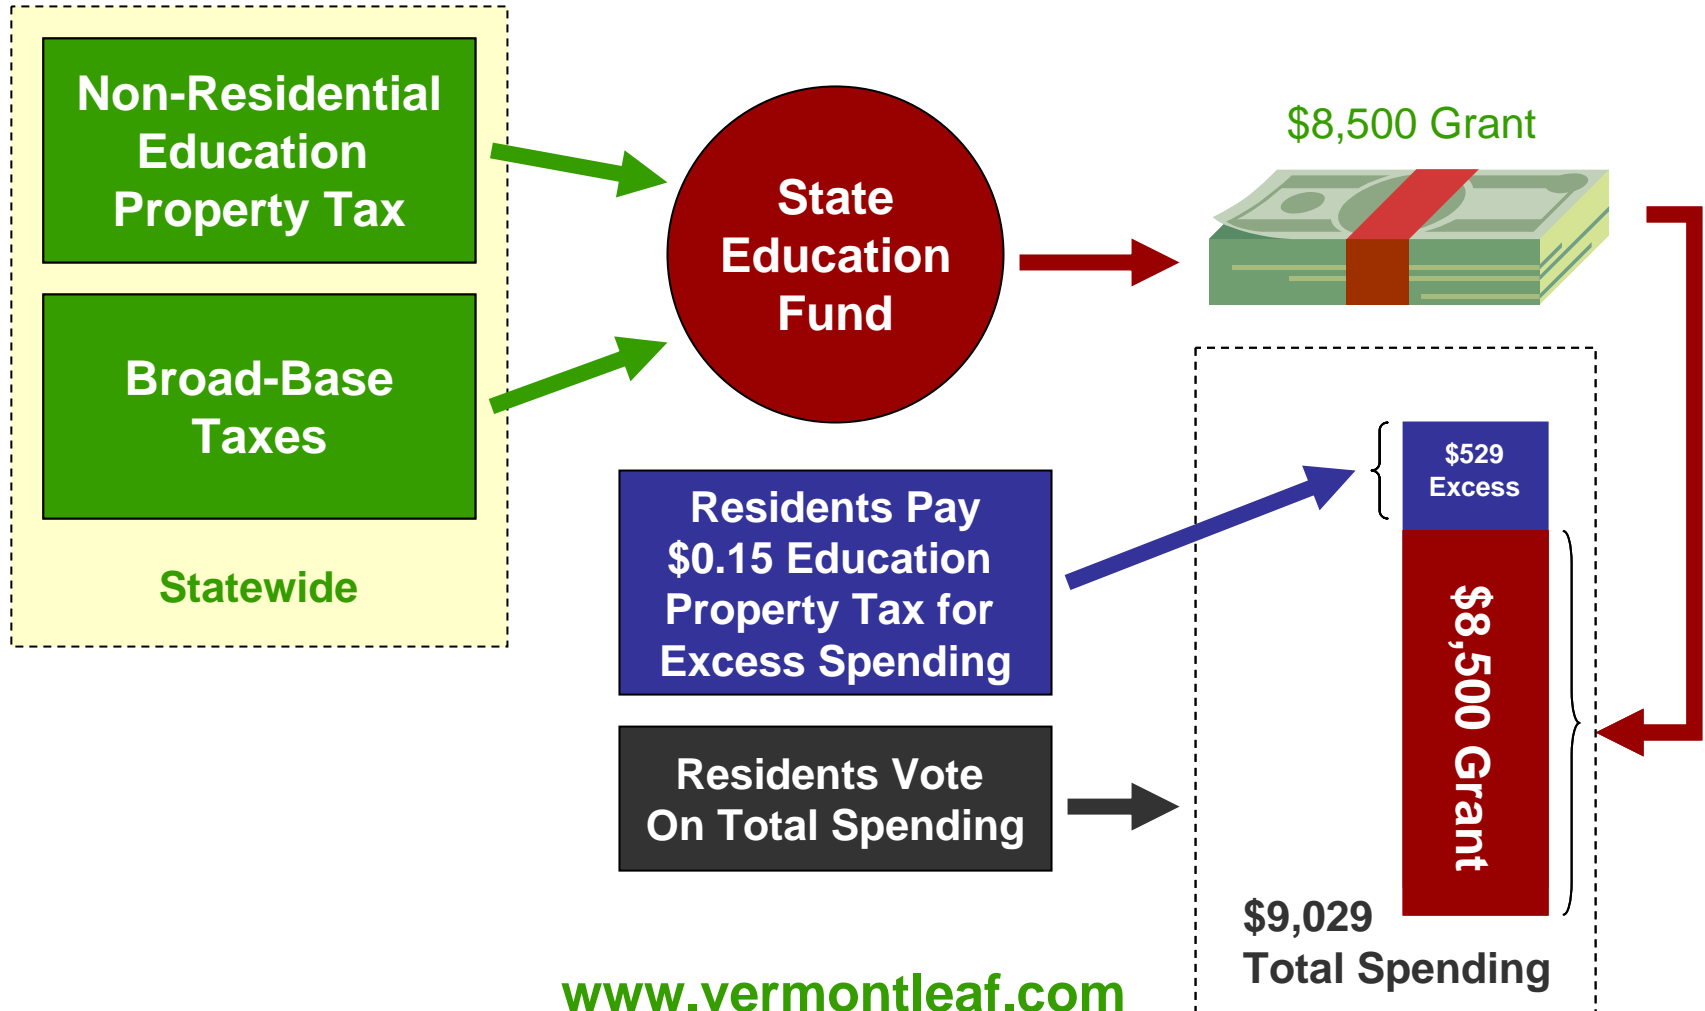 Non-Residential
Education
Property Tax
Broad-Base
Taxes
Statewide
State
Education
Fund
$8,500 Grant
Residents Pay
$0.15 Education
Property Tax for
Excess Spending
Residents Vote
On Total Spending
$529
Excess
$8,500 Grant
$9,029
Total Spending
www.vermontleaf.com